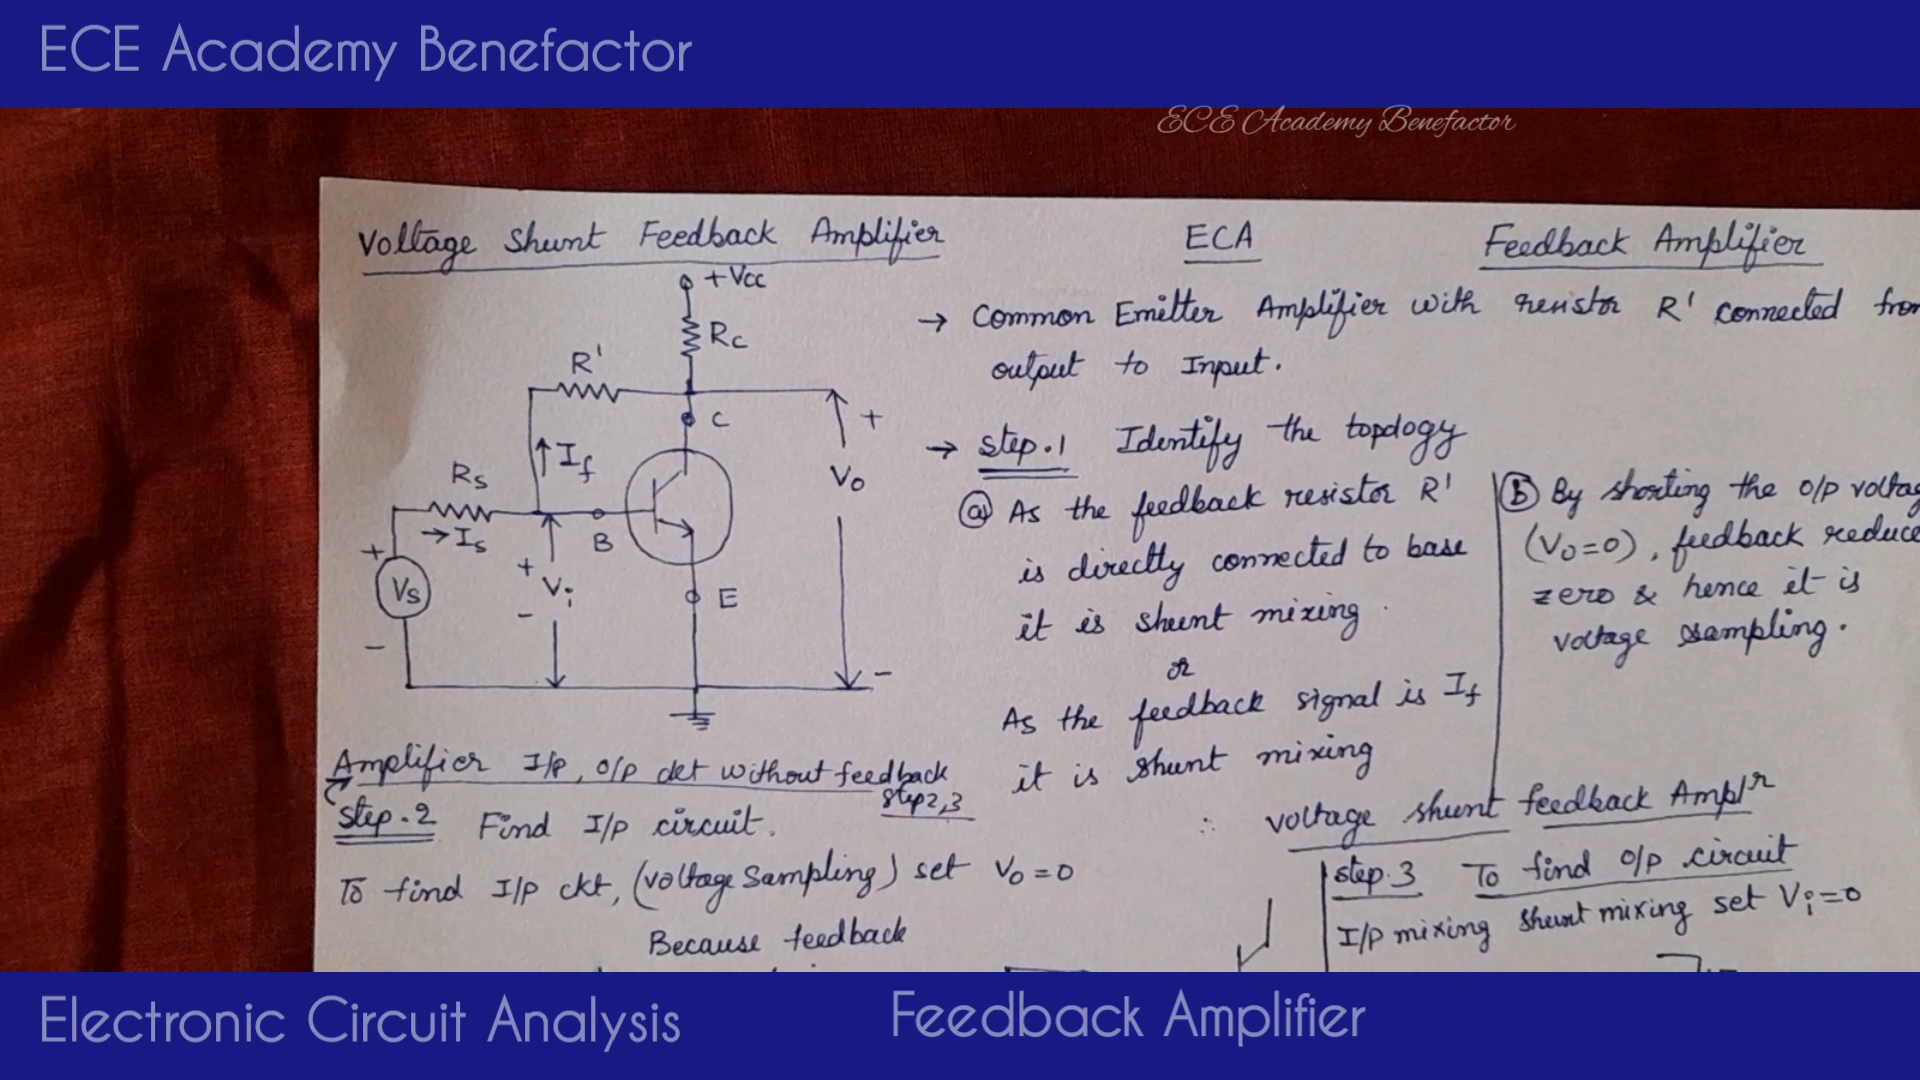 ECE Academy Benefactor
ECE Academy Benefactor
Voltage Shunt Feedback Amplifier
ECA
Feedback Amplifier
+Vcc
Rc
R'
C
If
Rs
Is
B
E
+
Vi
-
+
Vs
-
+
Vo
-
→ Common Emitter Amplifier with resistor R' connected from
output to Input.
→ Step.1 Identify the topology
ⓐ As the feedback resistor R'
is directly connected to base
it is shunt mixing.
or
As the feedback signal is If
it is shunt mixing
Ⓑ By shorting the o/p voltag
(Vo=0), feedback reduce
zero & hence it is
voltage sampling.
∴ voltage shunt feedback Amplr
Amplifier I/p, o/p ckt without feedback
step2,3
Step.2 Find I/p circuit.
To find I/p ckt, (voltage Sampling) set Vo=0
Because feedback
step.3 To find o/p circuit
I/p mixing shunt mixing set Vi=0
Electronic Circuit Analysis
Feedback Amplifier